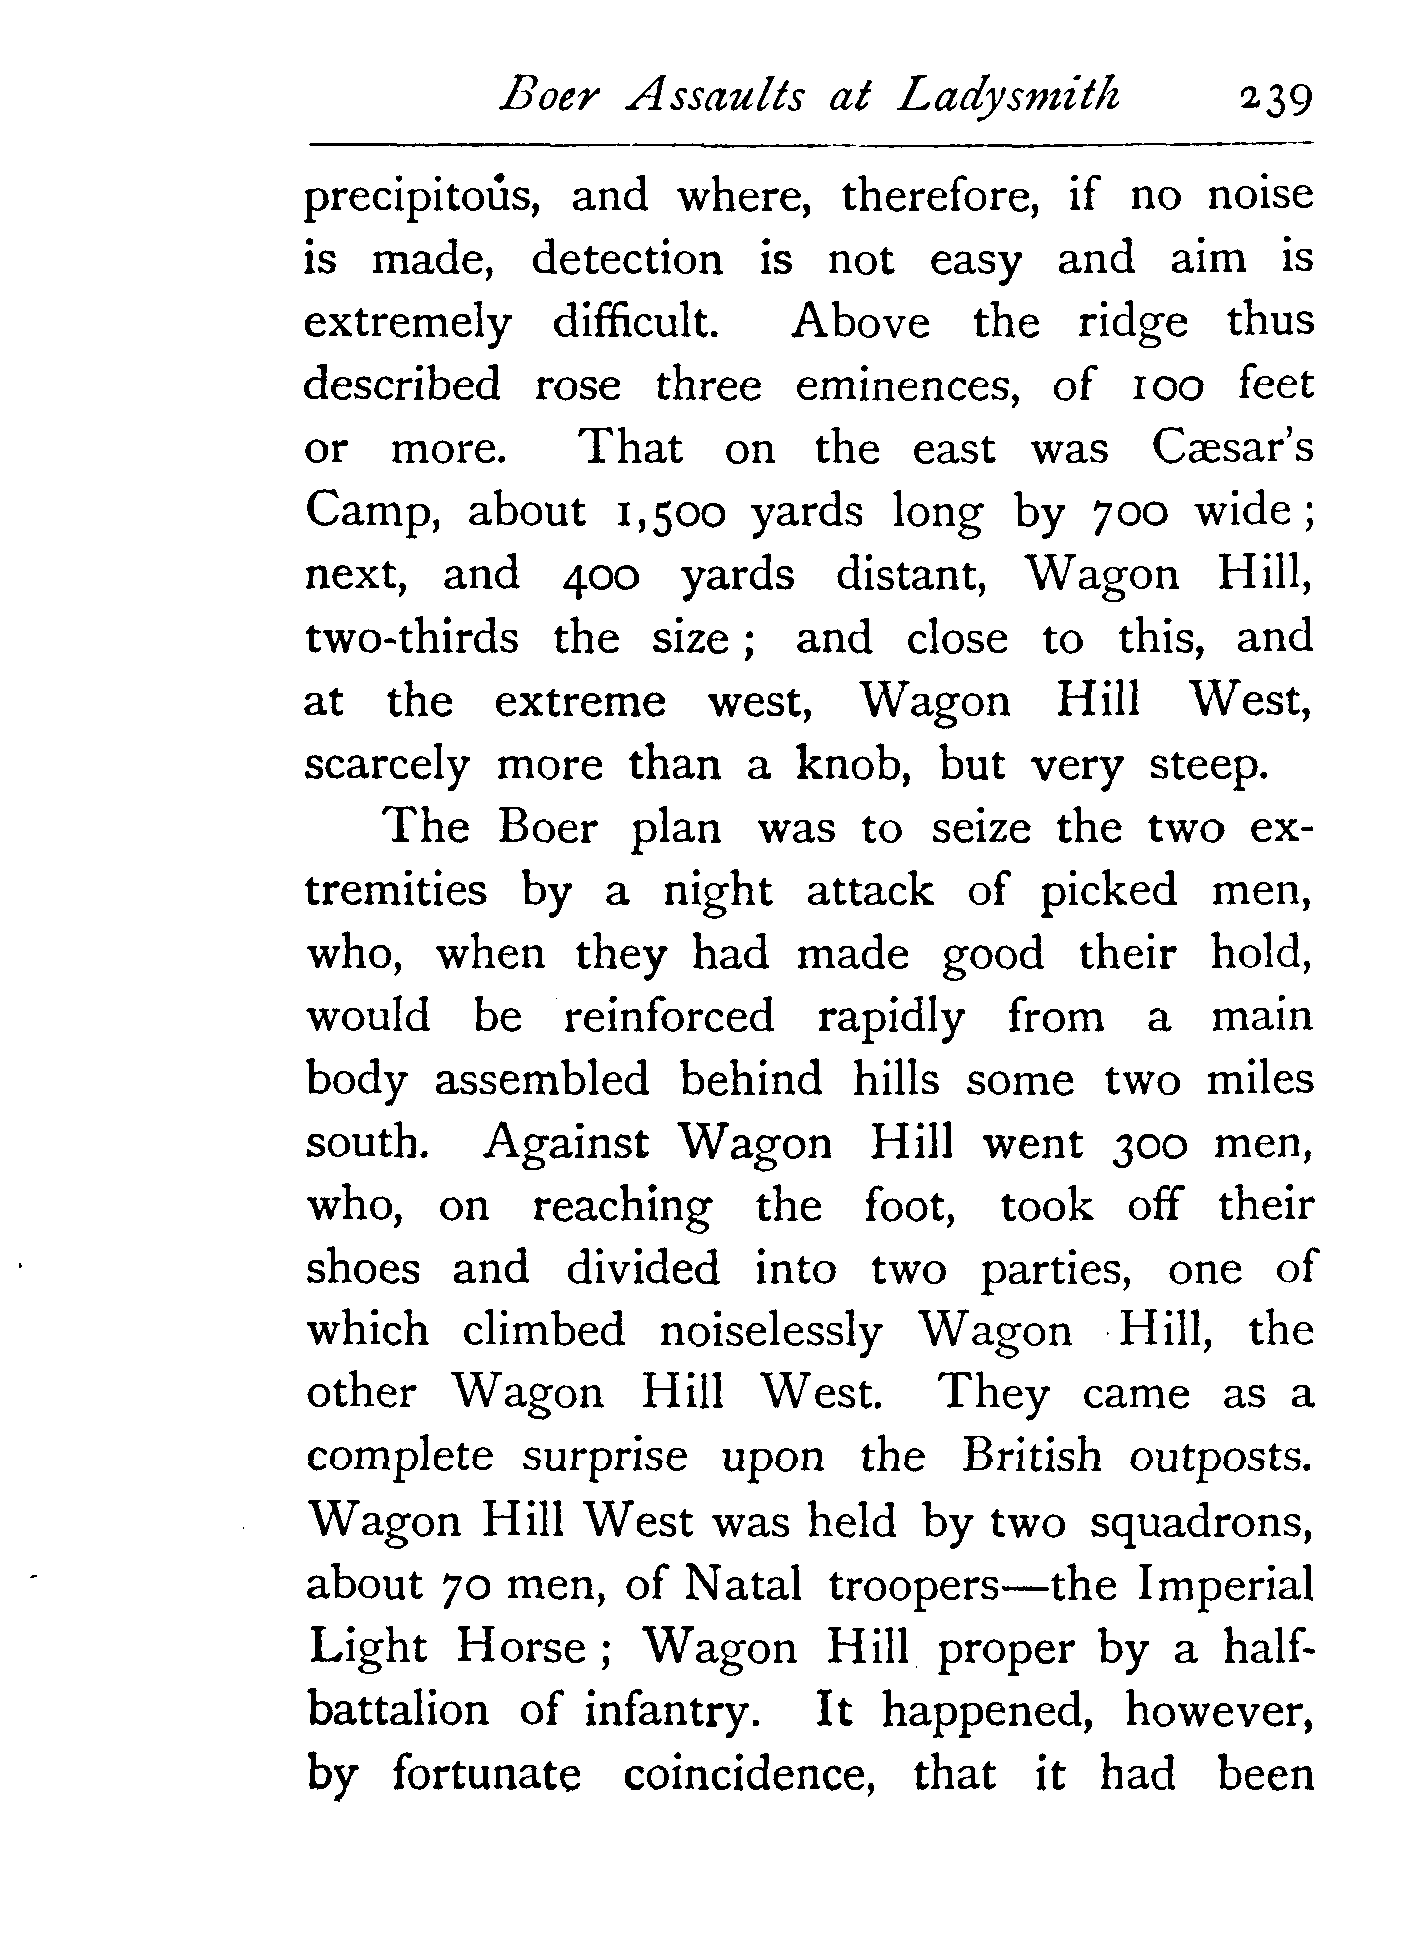 Boer Assaults at Ladysmith 239
precipitous, and where, therefore, if no noise
is made, detection is not easy and aim is
extremely difficult. Above the ridge thus
described rose three eminences, of 100 feet
or more. That on the east was Cæsar's
Camp, about 1,500 yards long by 700 wide ;
next, and 400 yards distant, Wagon Hill,
two-thirds the size ; and close to this, and
at the extreme west, Wagon Hill West,
scarcely more than a knob, but very steep.
The Boer plan was to seize the two ex-
tremities by a night attack of picked men,
who, when they had made good their hold,
would be reinforced rapidly from a main
body assembled behind hills some two miles
south. Against Wagon Hill went 300 men,
who, on reaching the foot, took off their
shoes and divided into two parties, one of
which climbed noiselessly Wagon Hill, the
other Wagon Hill West. They came as a
complete surprise upon the British outposts.
Wagon Hill West was held by two squadrons,
about 70 men, of Natal troopers—the Imperial
Light Horse ; Wagon Hill proper by a half-
battalion of infantry. It happened, however,
by fortunate coincidence, that it had been